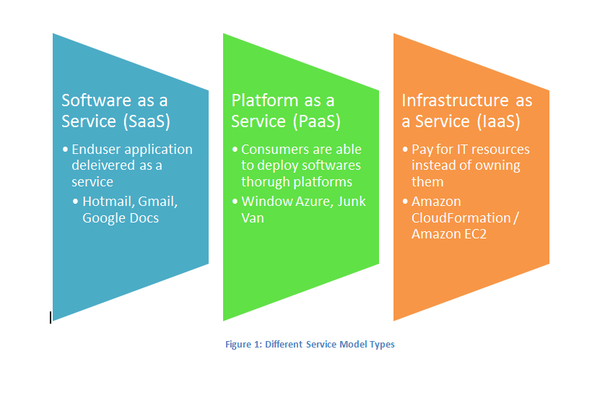 Software as a
Service (SaaS)
• Enduser application
deleivered as a
service
• Hotmail, Gmail,
Google Docs
Platform as a
Service (PaaS)
• Consumers are able
to deploy softwares
thorugh platforms
• Window Azure, Junk
Van
Infrastructure as
a Service (IaaS)
• Pay for IT resources
instead of owning
them
• Amazon
CloudFormation /
Amazon EC2
Figure 1: Different Service Model Types